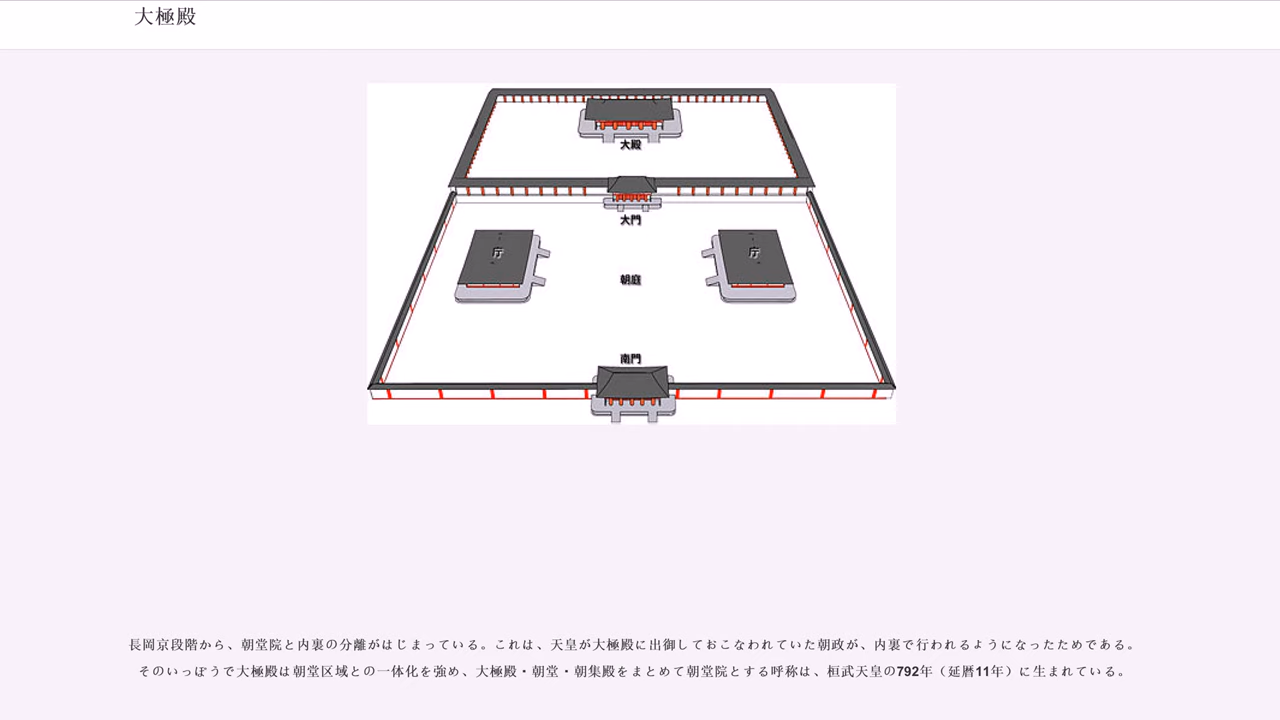 大極殿
大殿
大門
庁
庁
朝庭
南門
長岡京段階から、朝堂院と内裏の分離がはじまっている。これは、天皇が大極殿に出御しておこなわれていた朝政が、内裏で行われるようになったためである。
そのいっぽうで大極殿は朝堂区域との一体化を強め、大極殿・朝堂・朝集殿をまとめて朝堂院とする呼称は、桓武天皇の792年（延暦11年）に生まれている。